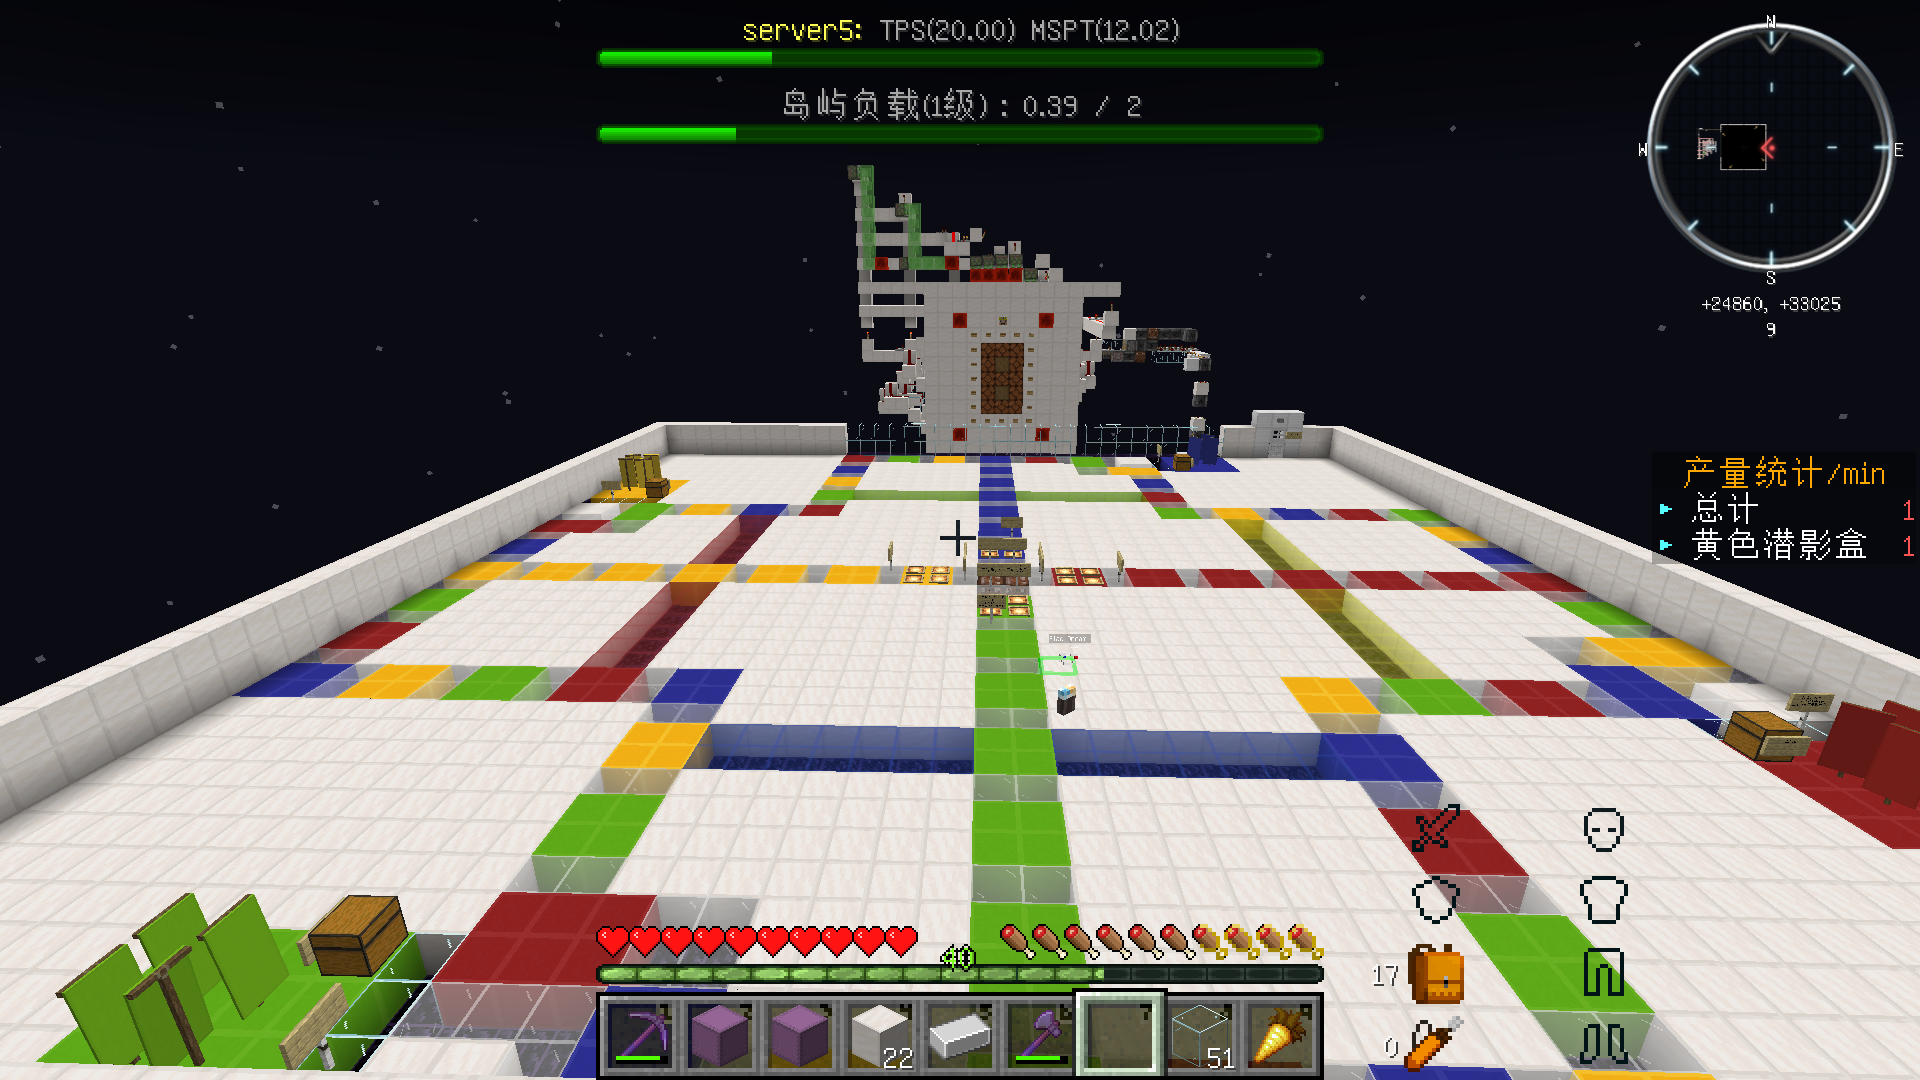 server5: TPS(20.00) MSPT(12.02)
岛屿负载(1级) : 0.39 / 2
N
W
E
S
+24860, +33025
9
产量统计/min
总计 1
黄色潜影盒 1
41
17
0
22
51
7